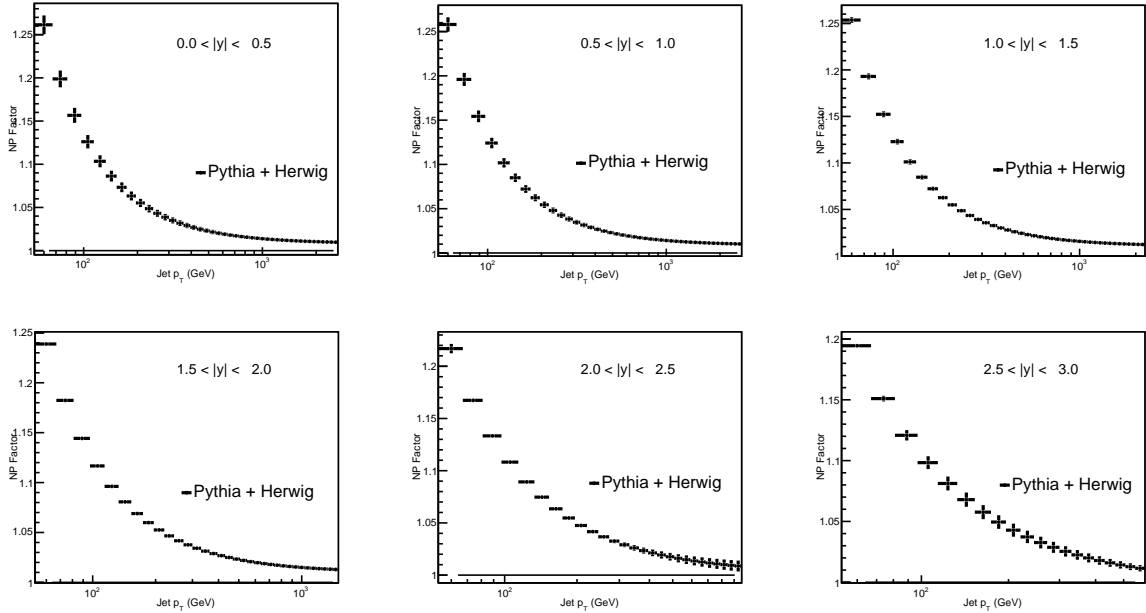 0.0 < |y| < 0.5
NP Factor
1.25
1.2
1.15
1.1
1.05
1
Pythia + Herwig
10²
10³
Jet p_T (GeV)
0.5 < |y| < 1.0
NP Factor
1.25
1.2
1.15
1.1
1.05
1
Pythia + Herwig
10²
10³
Jet p_T (GeV)
1.0 < |y| < 1.5
NP Factor
1.25
1.2
1.15
1.1
1.05
1
Pythia + Herwig
10²
10³
Jet p_T (GeV)
1.5 < |y| < 2.0
NP Factor
1.25
1.2
1.15
1.1
1.05
1
Pythia + Herwig
10²
10³
Jet p_T (GeV)
2.0 < |y| < 2.5
NP Factor
1.2
1.15
1.1
1.05
1
Pythia + Herwig
10²
Jet p_T (GeV)
2.5 < |y| < 3.0
NP Factor
1.2
1.15
1.1
1.05
1
Pythia + Herwig
10²
Jet p_T (GeV)